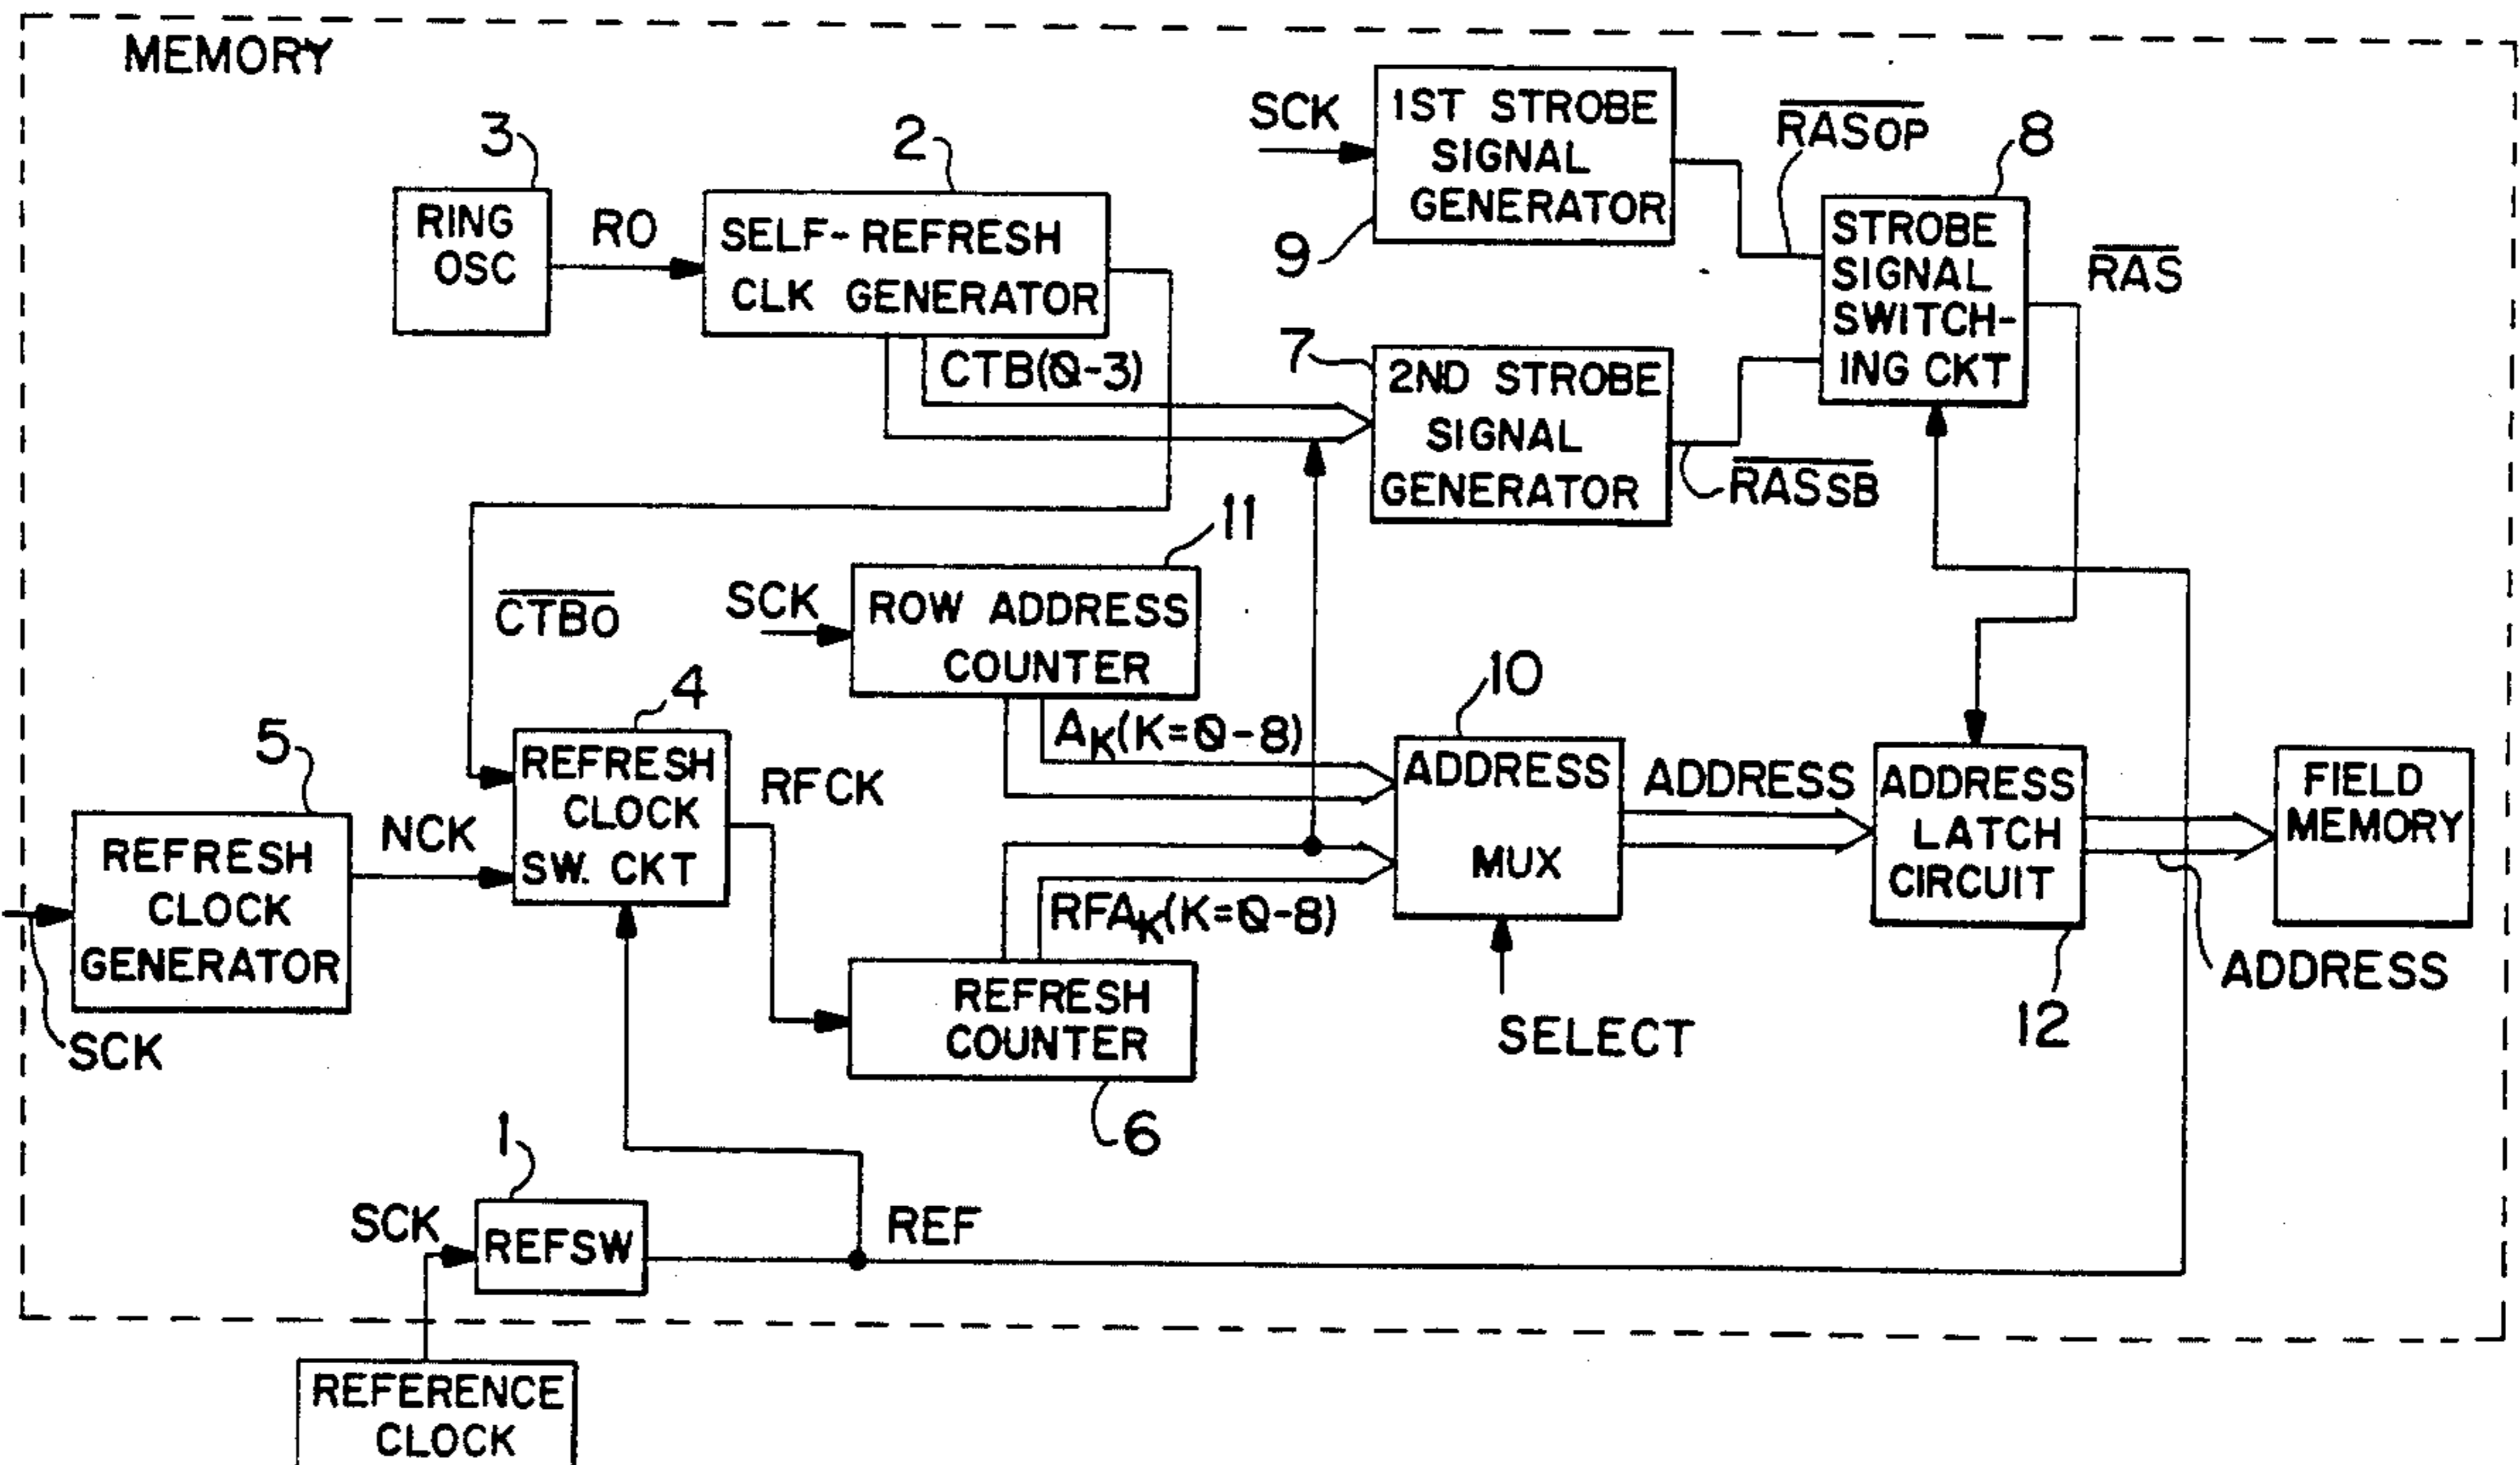 MEMORY
3
RING
OSC
RO
2
SELF-REFRESH
CLK GENERATOR
CTB(0-3)
SCK
1ST STROBE
SIGNAL
GENERATOR
9
RASOP
8
STROBE
SIGNAL
SWITCH-
ING CKT
RAS
7
2ND STROBE
SIGNAL
GENERATOR
RASSB
CTBO
11
SCK
ROW ADDRESS
COUNTER
AK(K=0-8)
5
REFRESH
CLOCK
GENERATOR
SCK
NCK
4
REFRESH
CLOCK
SW. CKT
RFCK
RFAK(K=0-8)
REFRESH
COUNTER
6
10
ADDRESS
MUX
SELECT
ADDRESS
ADDRESS
LATCH
CIRCUIT
12
FIELD
MEMORY
ADDRESS
1
SCK
REFSW
REF
REFERENCE
CLOCK